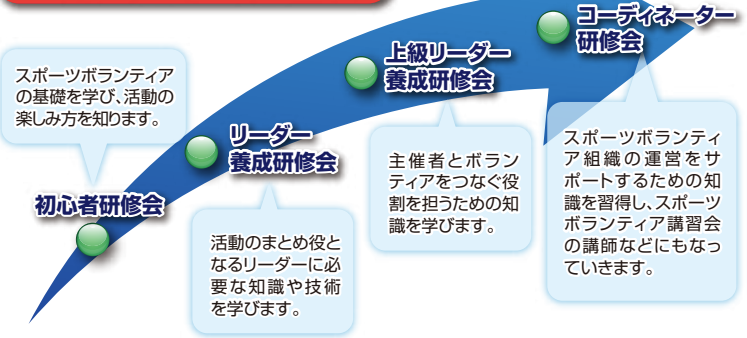 コーディネーター
研修会
上級リーダー
養成研修会
スポーツボランティア
の基礎を学び、活動の
楽しみ方を知ります。
リーダー
養成研修会
初心者研修会
主催者とボラン
ティアをつなぐ役
割を担うための知
識を学びます。
スポーツボランティ
ア組織の運営をサ
ポートするための知
識を習得し、スポーツ
ボランティア講習会
の講師などにもなっ
ていきます。
活動のまとめ役と
なるリーダーに必
要な知識や技術
を学びます。